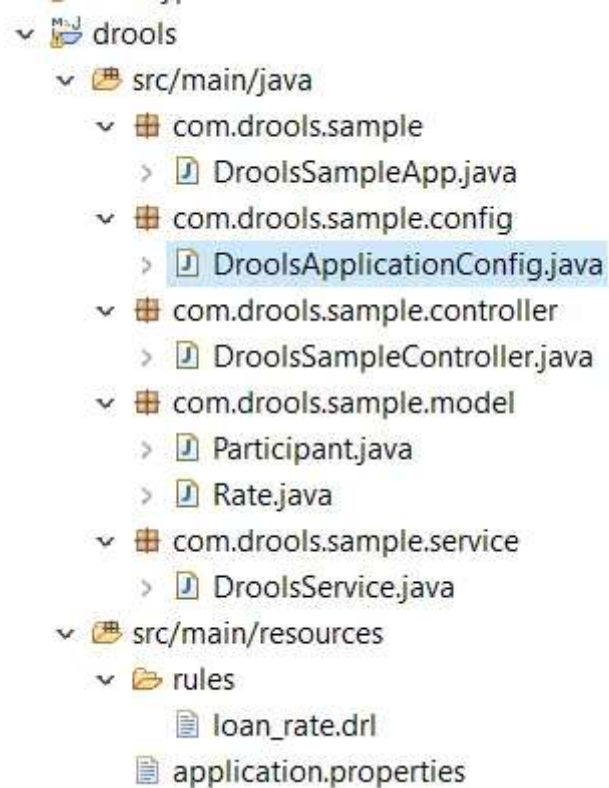 drools
src/main/java
com.drools.sample
DroolsSampleApp.java
com.drools.sample.config
DroolsApplicationConfig.java
com.drools.sample.controller
DroolsSampleController.java
com.drools.sample.model
Participant.java
Rate.java
com.drools.sample.service
DroolsService.java
src/main/resources
rules
loan_rate.drl
application.properties